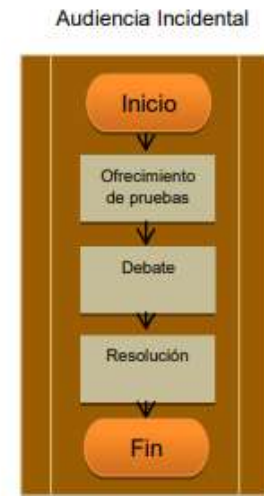 Audiencia Incidental
Inicio
Ofrecimiento
de pruebas
Debate
Resolución
Fin